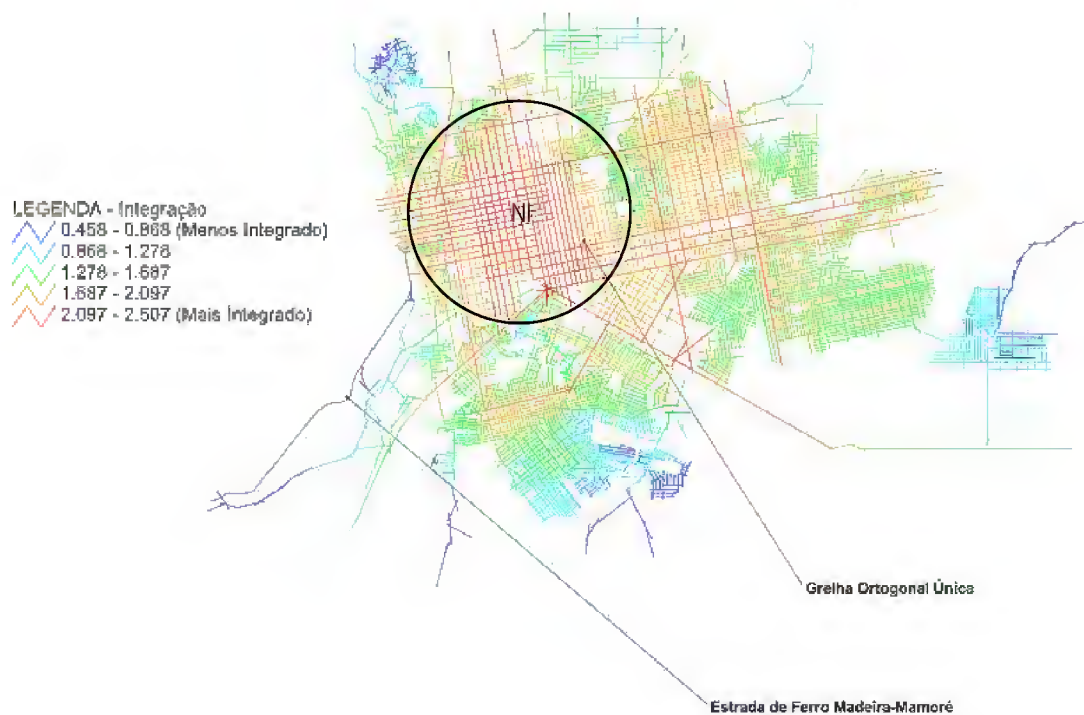 LEGENDA - Integração
0.458 - 0.868 (Menos Integrado)
0.868 - 1.278
1.278 - 1.687
1.687 - 2.097
2.097 - 2.507 (Mais Integrado)
NF
Grelha Ortogonal Única
Estrada de Ferro Madeira-Mamoré